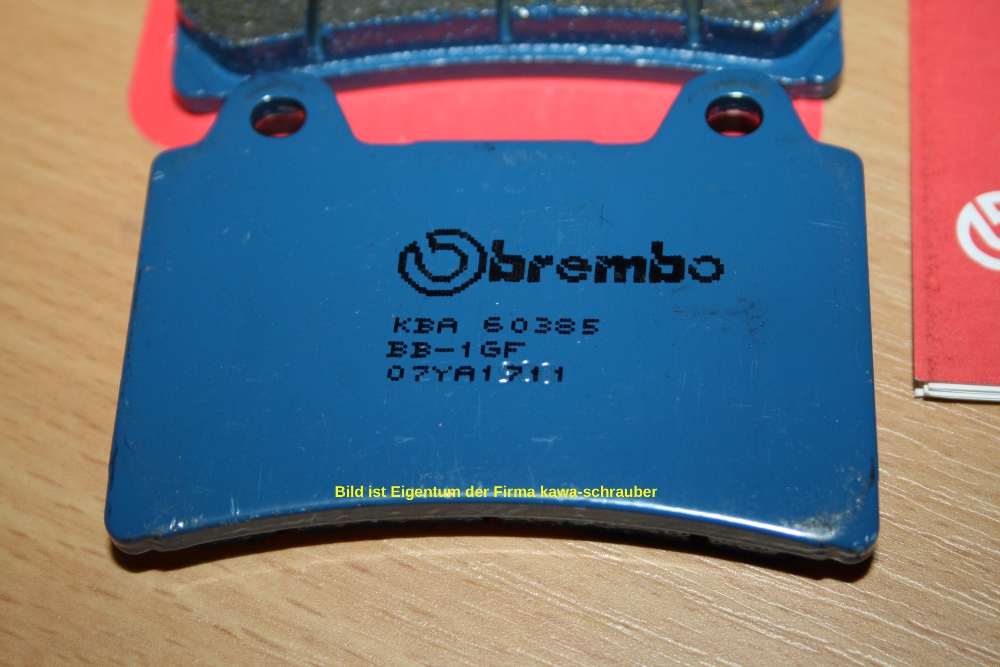 brembo
KBA 60385
BB-1GF
07YA1711
Bild ist Eigentum der Firma kawa-schrauber